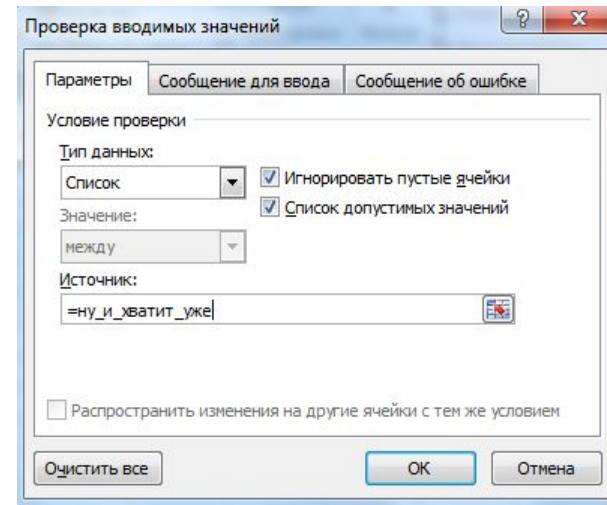 Проверка вводимых значений
Параметры Сообщение для ввода Сообщение об ошибке
Условие проверки
Тип данных:
Список Игнорировать пустые ячейки
Значение: Список допустимых значений
между
Источник:
=ну_и_хватит_уже
Распространить изменения на другие ячейки с тем же условием
Очистить все ОК Отмена